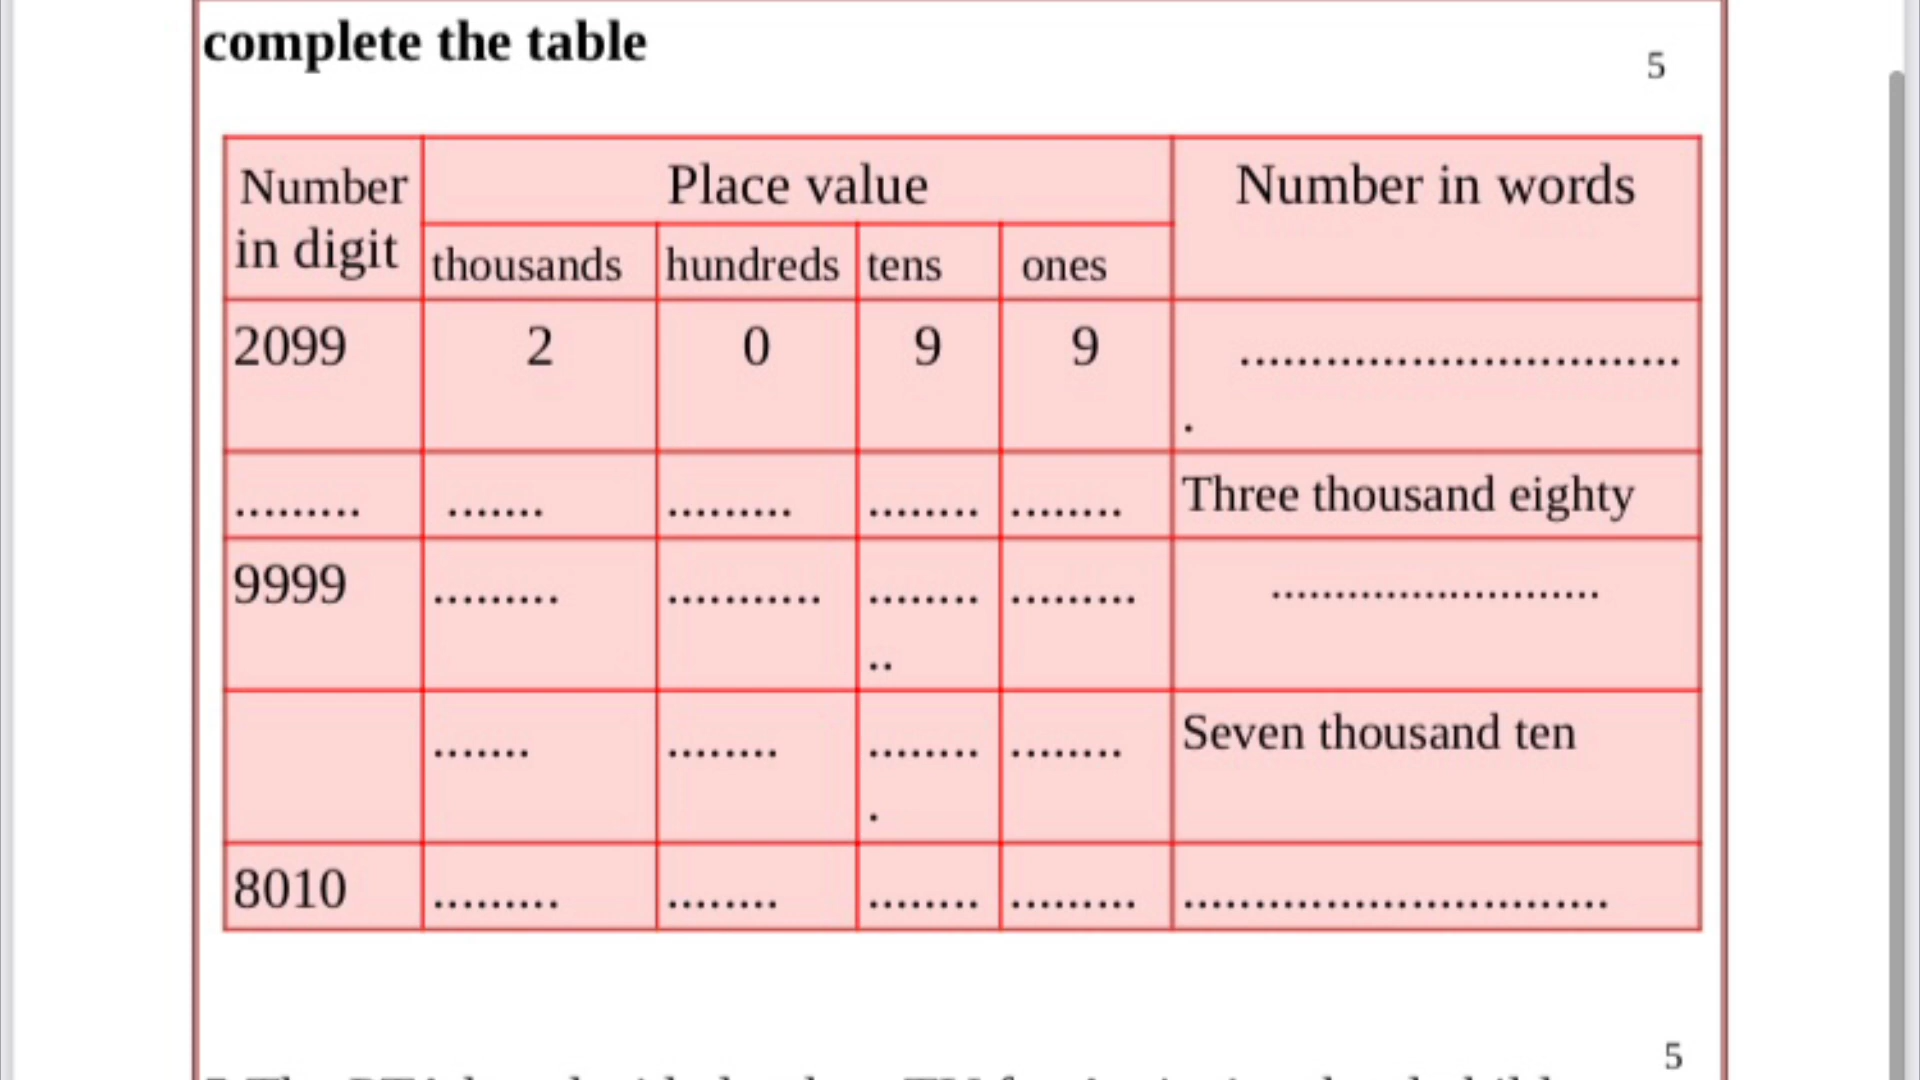 complete the table
5
Number in digit Place value Number in words
thousands hundreds tens ones
2099 2 0 9 9 ...............................
.
......... ....... ......... ........ ........ Three thousand eighty
9999 ......... ........... ........ ......... ..........................
..
....... ........ ........ ........ Seven thousand ten
.
8010 ......... ........ ........ ......... ..............................
5